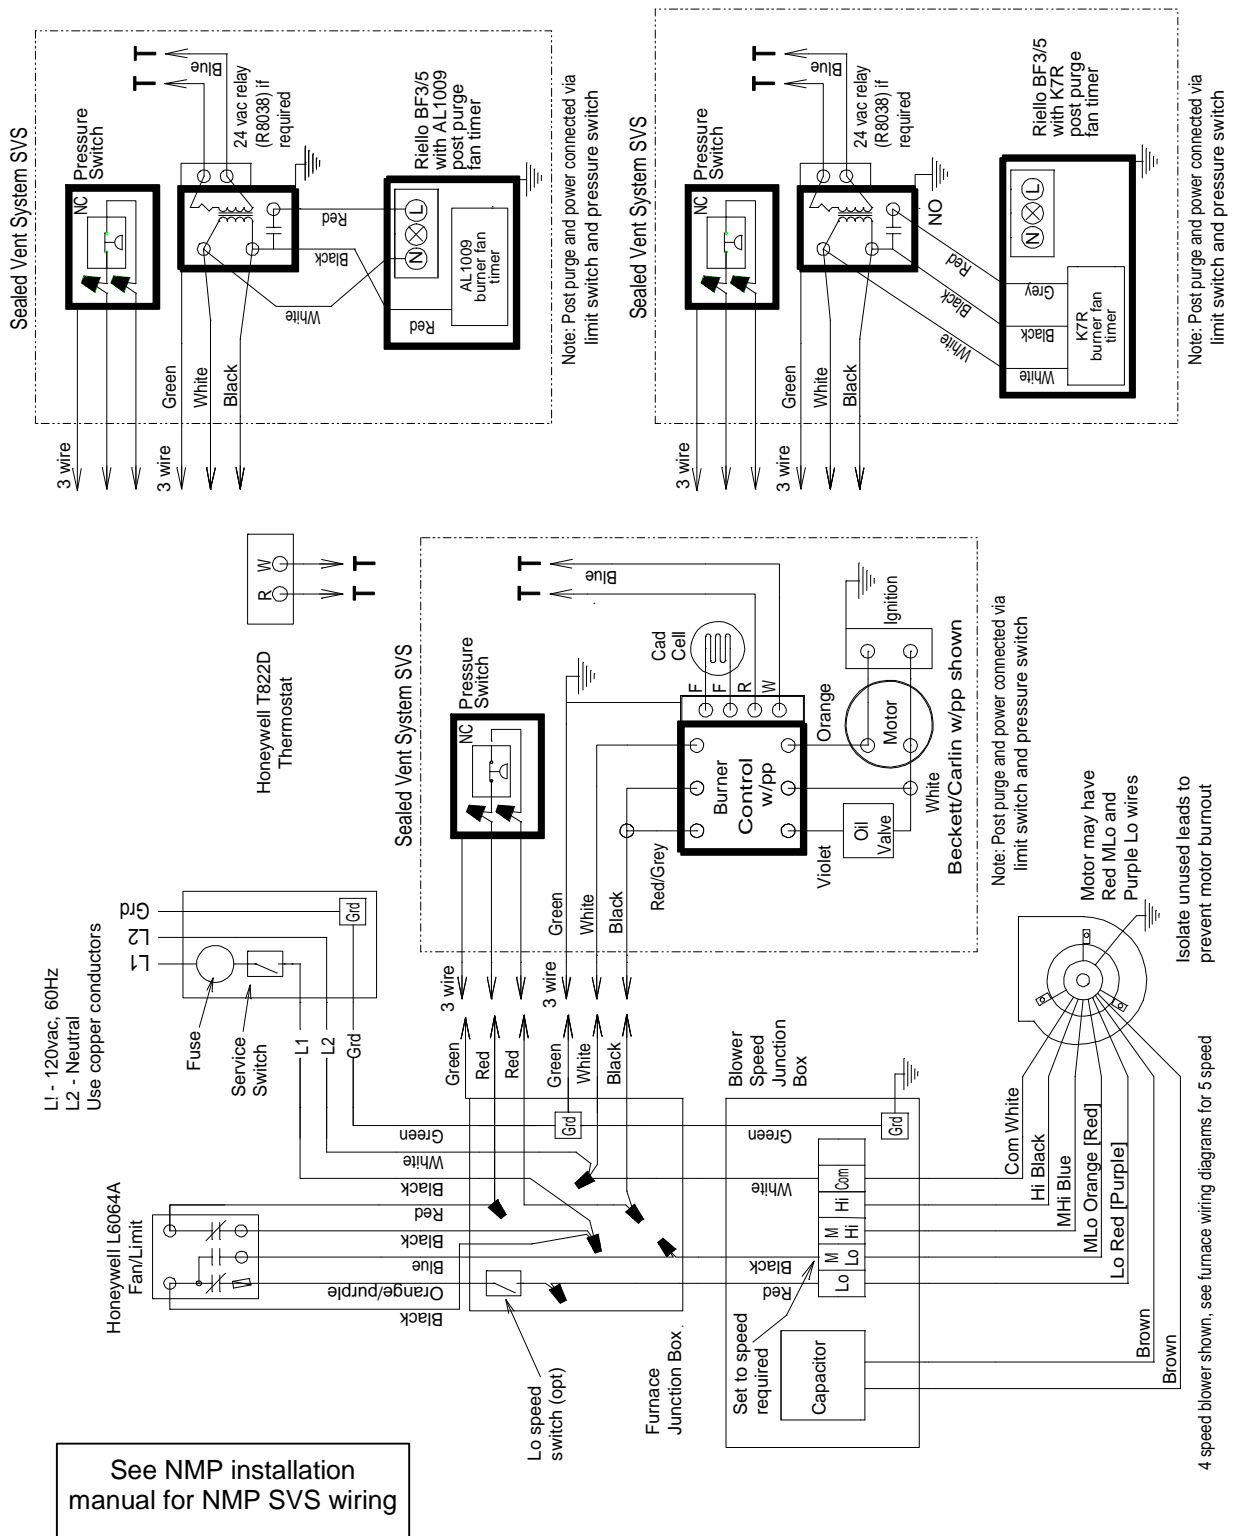 Sealed Vent System SVS
Pressure
Switch
NC
Blue
24 vac relay
(R8038) if
required
Riello BF3/5
with AL1009
post purge
fan timer
Red
Black
White
N
L
AL1009
burner fan
timer
Red
Green
White
Black
3 wire
3 wire
Note: Post purge and power connected via
limit switch and pressure switch
Sealed Vent System SVS
Pressure
Switch
NC
Blue
24 vac relay
(R8038) if
required
Riello BF3/5
with K7R
post purge
fan timer
NO
Red
Black
White
N
L
Grey
Black
White
K7R
burner fan
timer
Green
White
Black
3 wire
3 wire
Note: Post purge and power connected via
limit switch and pressure switch
R
W
T
T
Honeywell T822D
Thermostat
Sealed Vent System SVS
Pressure
Switch
NC
Blue
Cad
Cell
F
F
R
W
Ignition
Orange
Motor
Burner
Control
w/pp
Oil
Valve
Violet
White
Red/Grey
Green
White
Black
3 wire
3 wire
Beckett/Carlin w/pp shown
Note: Post purge and power connected via
limit switch and pressure switch
L! - 120vac, 60Hz
L2 - Neutral
Use copper conductors
L1
L2
Grd
Grd
Fuse
Service
Switch
L1
L2
Grd
Green
Red
Red
Green
White
Black
Grd
Green
White
Black
Red
Black
Blue
Orange/purple
Black
Honeywell L6064A
Fan/Limit
Lo speed
switch (opt)
Furnace
Junction Box
Blower
Speed
Junction
Box
Green
Grd
White
Black
Red
Com
Hi
M
Hi
M
Lo
Lo
Set to speed
required
Capacitor
Com White
Hi Black
MHi Blue
MLo Orange [Red]
Lo Red [Purple]
Brown
Brown
Motor may have
Red MLo and
Purple Lo wires
Isolate unused leads to
prevent motor burnout
4 speed blower shown, see furnace wiring diagrams for 5 speed
See NMP installation
manual for NMP SVS wiring